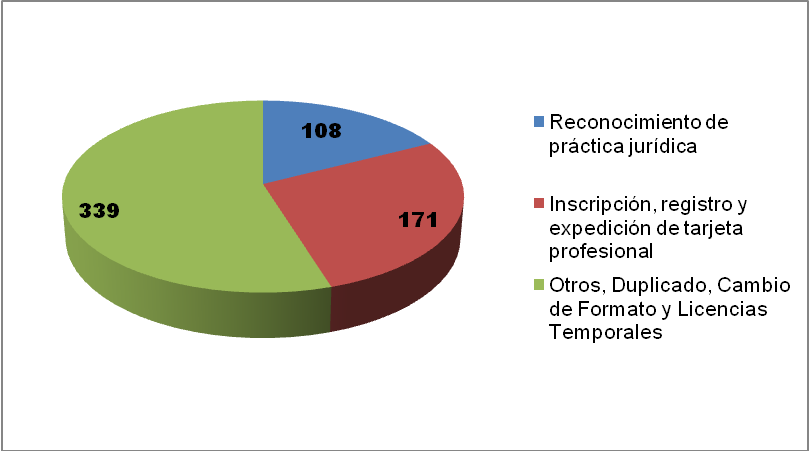 108
171
339
Reconocimiento de
práctica jurídica
Inscripción, registro y
expedición de tarjeta
profesional
Otros, Duplicado, Cambio
de Formato y Licencias
Temporales